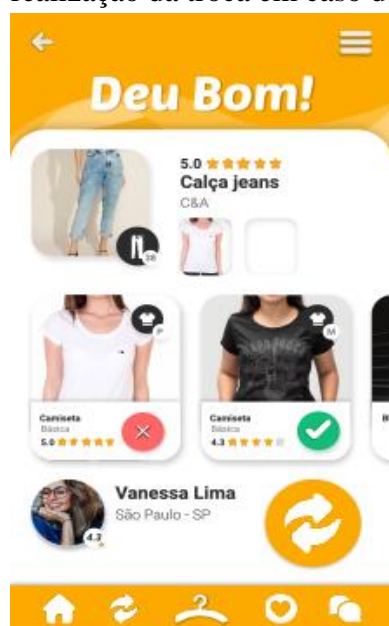 Deu Bom!
5.0
Calça jeans
C&A
38
P
M
Camiseta
Básica
5.0
Camiseta
Básica
4.3
B
Vanessa Lima
São Paulo - SP
4.3